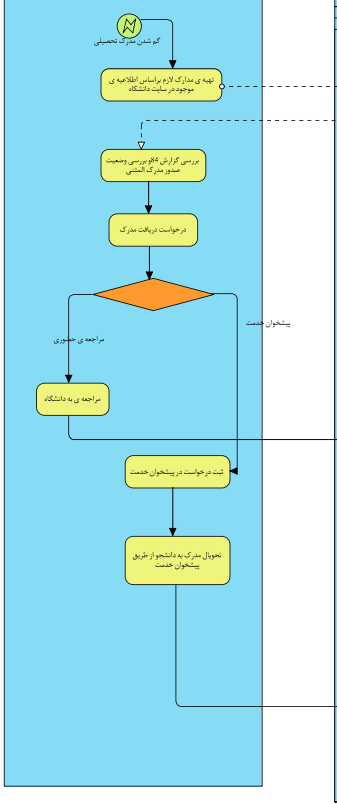 گم شدن مدرک تحصیلی
تهیه ی مدارک لازم براساس اطلاعیه ی
موجود در سایت دانشگاه
بررسی گزارش 84و بررسی وضعیت
صدور مدرک المثنی
درخواست دریافت مدرک
پیشخوان خدمت
مراجعه ی حضوری
مراجعه ی به دانشگاه
ثبت درخواست در پیشخوان خدمت
تحویال مدرک به دانشجو از طریق
پیشخوان خدمت